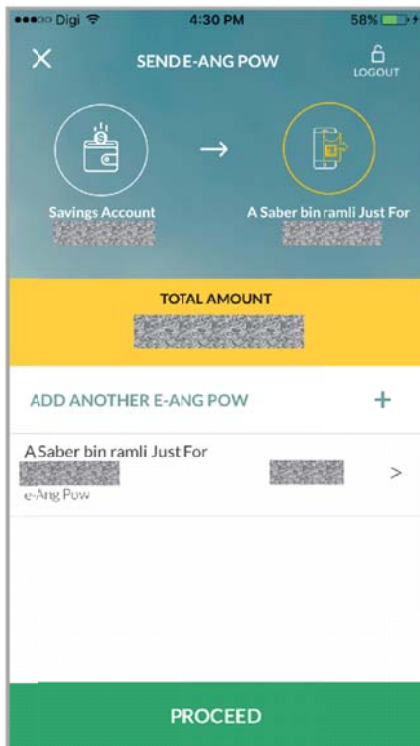 Digi 4:30 PM 58%
SEND E-ANG POW
LOGOUT
Savings Account
A Saber bin ramli Just For
TOTAL AMOUNT
ADD ANOTHER E-ANG POW +
A Saber bin ramli Just For
>
e-Ang Pow
PROCEED